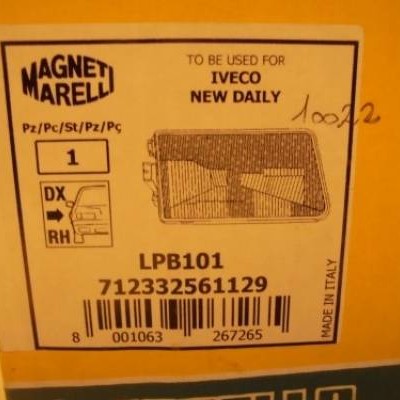 MAGNETI
MARELLI
TO BE USED FOR
IVECO
NEW DAILY
10022
Pz/Pc/St/Pz/Pç
1
DX
RH
LPB101
712332561129
8 001063 267265
MADE IN ITALY